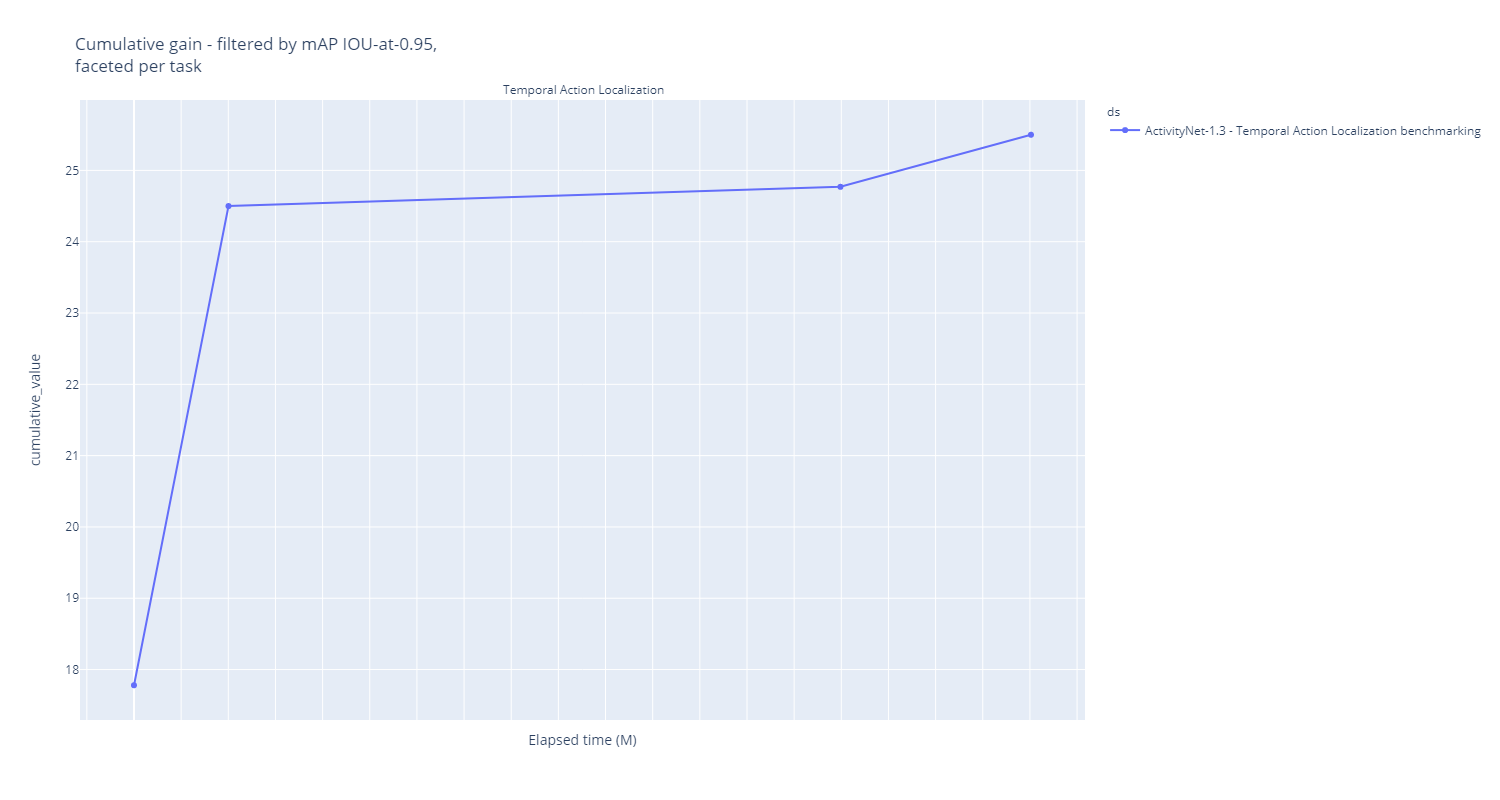 Cumulative gain - filtered by mAP IOU-at-0.95,
faceted per task
Temporal Action Localization
ds
ActivityNet-1.3 - Temporal Action Localization benchmarking
25
24
23
22
21
20
19
18
cumulative_value
Elapsed time (M)